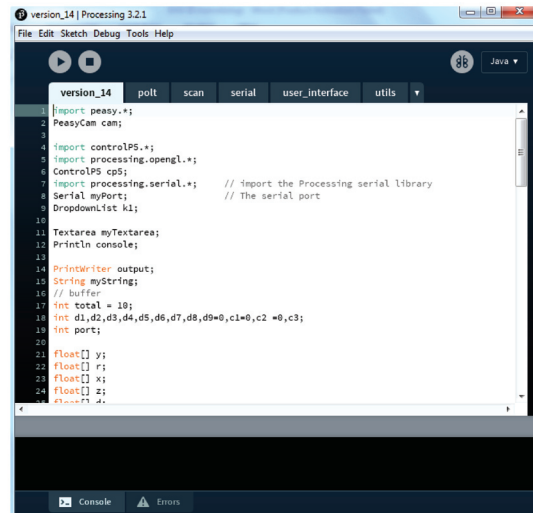 version_14 | Processing 3.2.1
File Edit Sketch Debug Tools Help
Java ▼
version_14 polt scan serial user_interface utils ▼
1 import peasy.*;
2 PeasyCam cam;
3
4 import controlP5.*;
5 import processing.opengl.*;
6 ControlP5 cp5;
7 import processing.serial.*; // import the Processing serial library
8 Serial myPort; // The serial port
9 DropdownList k1;
10
11 Textarea myTextarea;
12 Println console;
13
14 PrintWriter output;
15 String myString;
16 // buffer
17 int total = 10;
18 int d1,d2,d3,d4,d5,d6,d7,d8,d9=0,c1=0,c2 =0,c3;
19 int port;
20
21 float[] y;
22 float[] r;
23 float[] x;
24 float[] z;
25 float[] d;
Console Errors